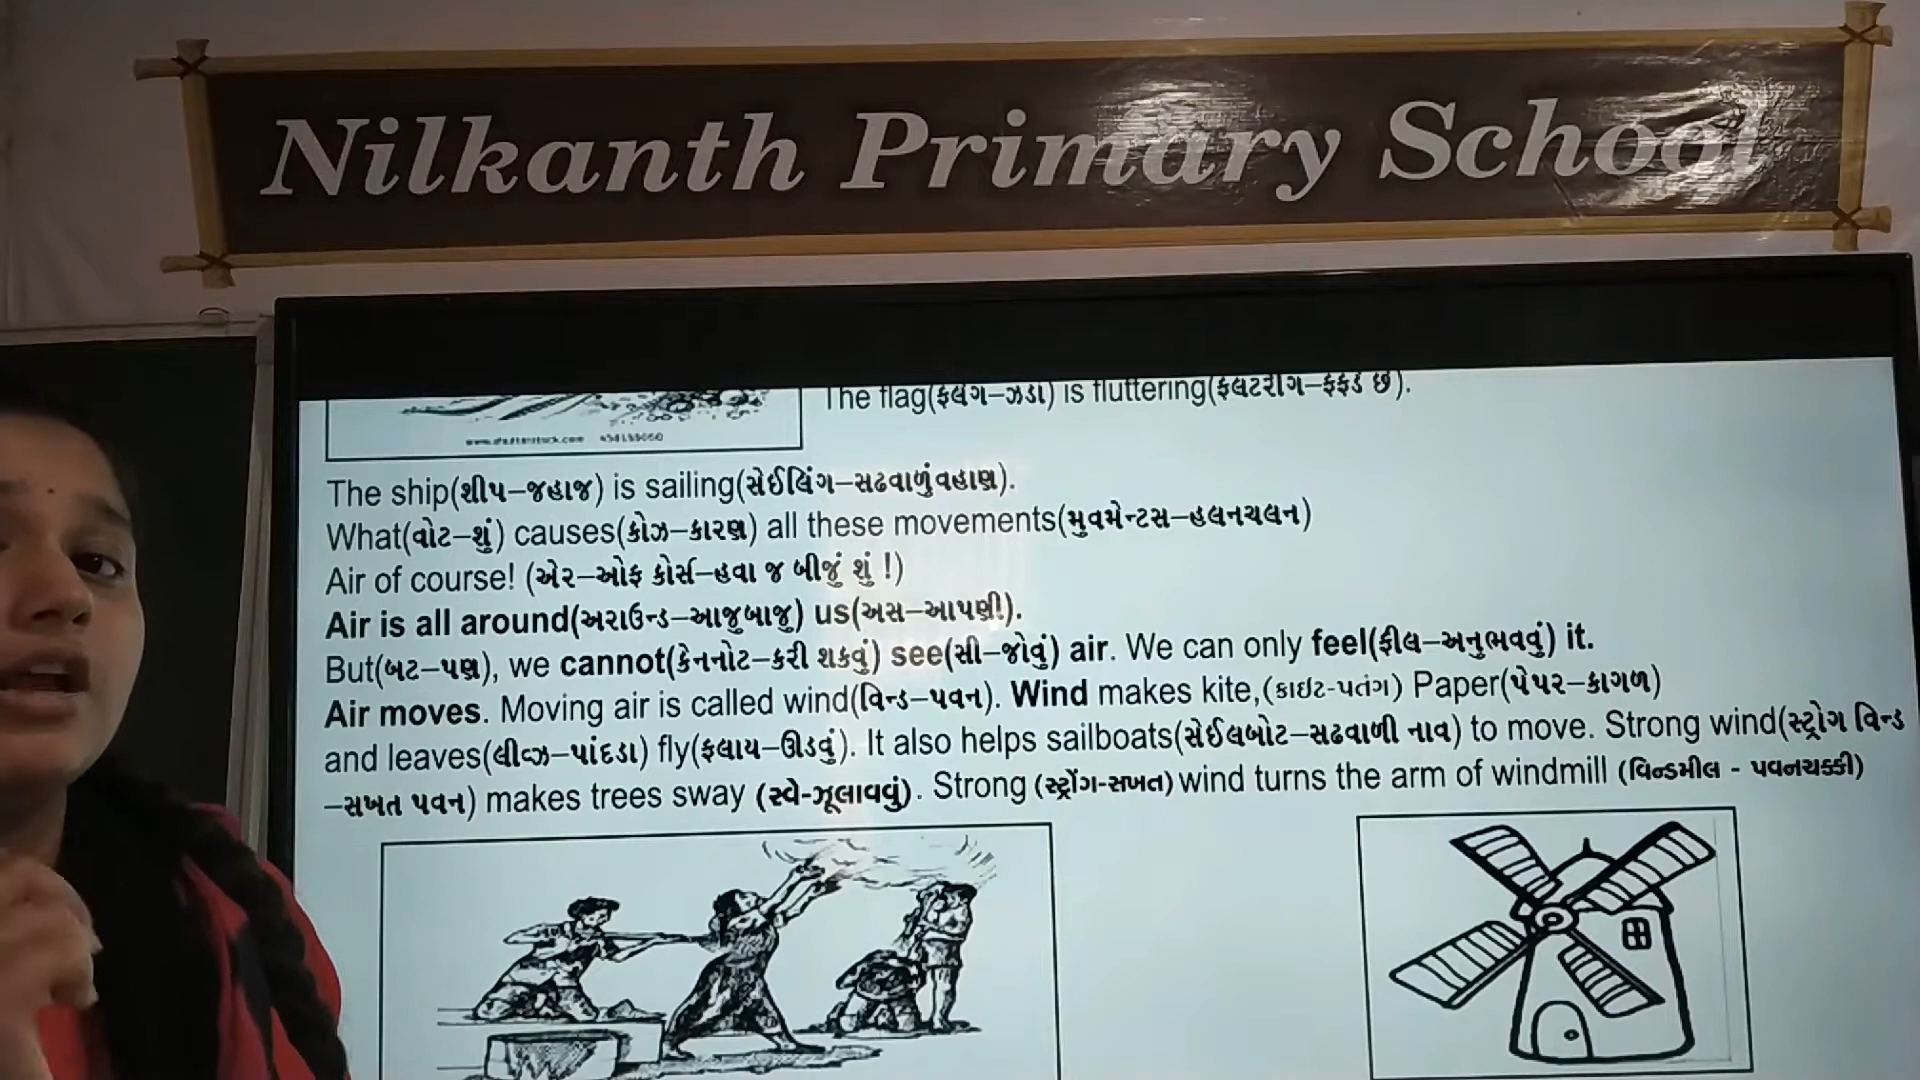 Nilkanth Primary School
The flag(ફ્લેગ–ઝંડો) is fluttering(ફ્લટરીંગ–ફરફરે છે).
The ship(શીપ–જહાજ) is sailing(સેઈલિંગ–સઢવાળુંવહાણ).
What(વોટ–શું) causes(કોઝ–કારણ) all these movements(મુવમેન્ટસ–હલનચલન)
Air of course! (એર–ઓફ કોર્સ–હવા જ બીજું શું !)
Air is all around(અરાઉન્ડ–આજુબાજુ) us(અસ–આપણી).
But(બટ–પણ), we cannot(કેનનોટ–કરી શકવું) see(સી–જોવું) air. We can only feel(ફીલ–અનુભવવું) it.
Air moves. Moving air is called wind(વિન્ડ–પવન). Wind makes kite,(કાઇટ-પતંગ) Paper(પેપર–કાગળ)
and leaves(લીવ્ઝ–પાંદડા) fly(ફ્લાય–ઊડવું). It also helps sailboats(સેઈલબોટ–સઢવાળી નાવ) to move. Strong wind(સ્ટ્રોગ વિન્ડ
–સખત પવન) makes trees sway (સ્વે-ઝૂલાવવું). Strong (સ્ટ્રોંગ-સખત) wind turns the arm of windmill (વિન્ડમીલ - પવનચક્કી)